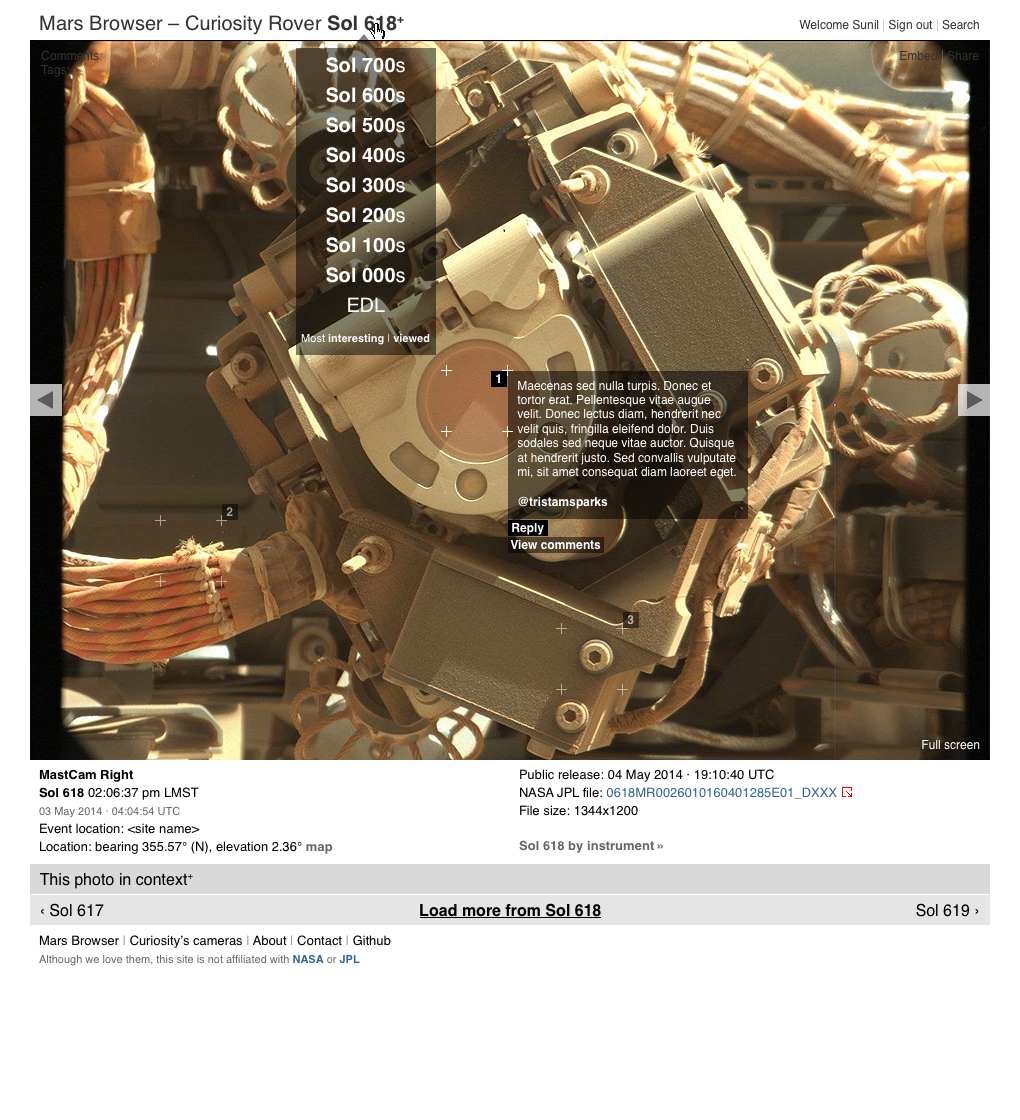 Mars Browser – Curiosity Rover Sol 618+
Welcome Sunil | Sign out | Search
Comments
Tags
Embed | Share
Sol 700s
Sol 600s
Sol 500s
Sol 400s
Sol 300s
Sol 200s
Sol 100s
Sol 000s
EDL
Most interesting | viewed
1
Maecenas sed nulla turpis. Donec et
tortor erat. Pellentesque vitae augue
velit. Donec lectus diam, hendrerit nec
velit quis, fringilla eleifend dolor. Duis
sodales sed neque vitae auctor. Quisque
at hendrerit justo. Sed convallis vulputate
mi, sit amet consequat diam laoreet eget.
@tristamsparks
Reply
View comments
2
3
Full screen
MastCam Right
Sol 618 02:06:37 pm LMST
03 May 2014 · 04:04:54 UTC
Event location: <site name>
Location: bearing 355.57° (N), elevation 2.36° map
Public release: 04 May 2014 · 19:10:40 UTC
NASA JPL file: 0618MR0026010160401285E01_DXXX
File size: 1344x1200
Sol 618 by instrument »
This photo in context+
‹ Sol 617
Load more from Sol 618
Sol 619 ›
Mars Browser | Curiosity's cameras | About | Contact | Github
Although we love them, this site is not affiliated with NASA or JPL